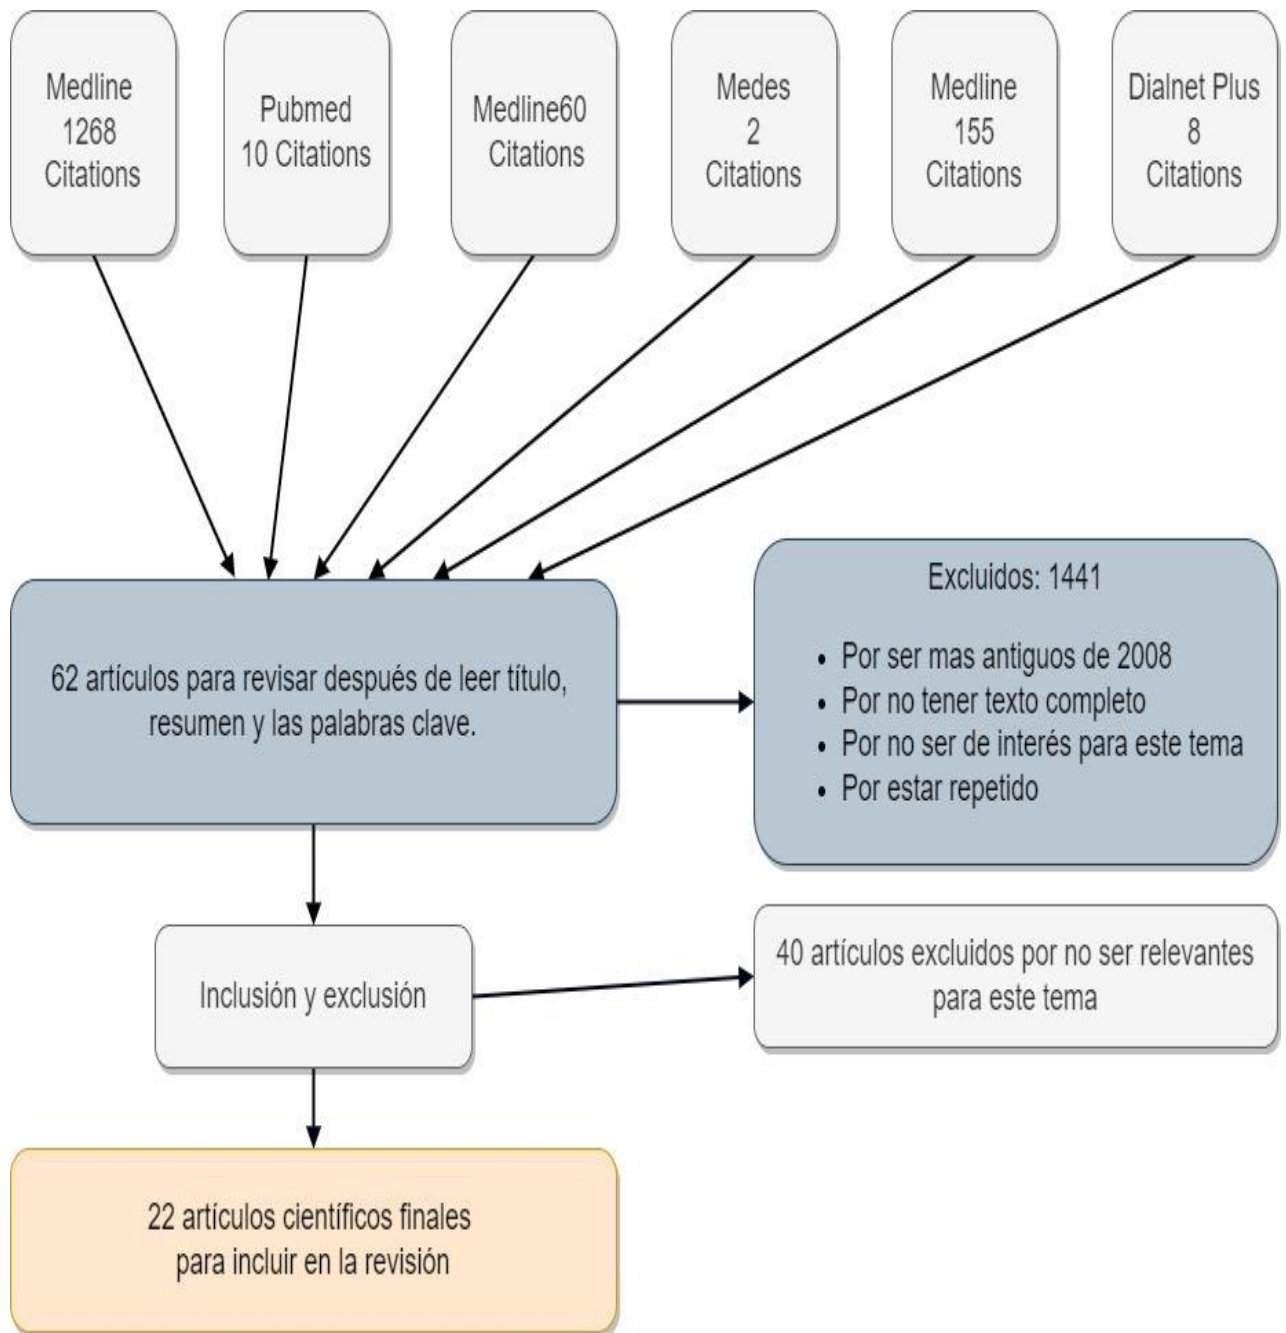 Medline
1268
Citations
Pubmed
10 Citations
Medline60
Citations
Medes
2
Citations
Medline
155
Citations
Dialnet Plus
8
Citations
62 artículos para revisar después de leer título,
resumen y las palabras clave.
Excluidos: 1441
• Por ser mas antiguos de 2008
• Por no tener texto completo
• Por no ser de interés para este tema
• Por estar repetido
Inclusión y exclusión
40 artículos excluidos por no ser relevantes
para este tema
22 artículos científicos finales
para incluir en la revisión